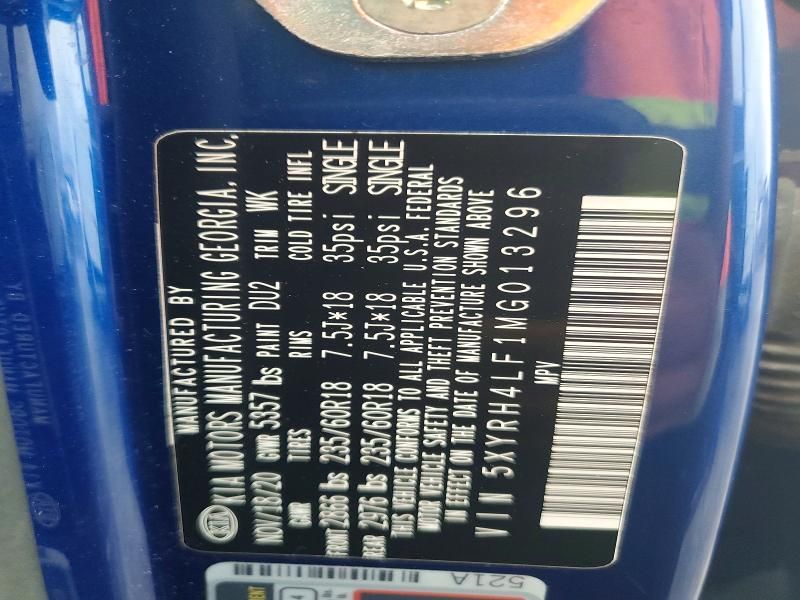 MANUFACTURED BY
KIA KIA MOTORS MANUFACTURING GEORGIA, INC.
NOV/18/20 GVWR 5357 lbs PAINT DU2 TRIM WK
GAWR TIRES RIMS COLD TIRE INFL
FRONT 2866 lbs 235/60R18 7.5J*18 35psi SINGLE
REAR 2976 lbs 235/60R18 7.5J*18 35psi SINGLE
THIS VEHICLE CONFORMS TO ALL APPLICABLE U.S.A. FEDERAL
MOTOR VEHICLE SAFETY AND THEFT PREVENTION STANDARDS
IN EFFECT ON THE DATE OF MANUFACTURE SHOWN ABOVE
VIN 5XYRH4LF1MG013296
MPV
521A